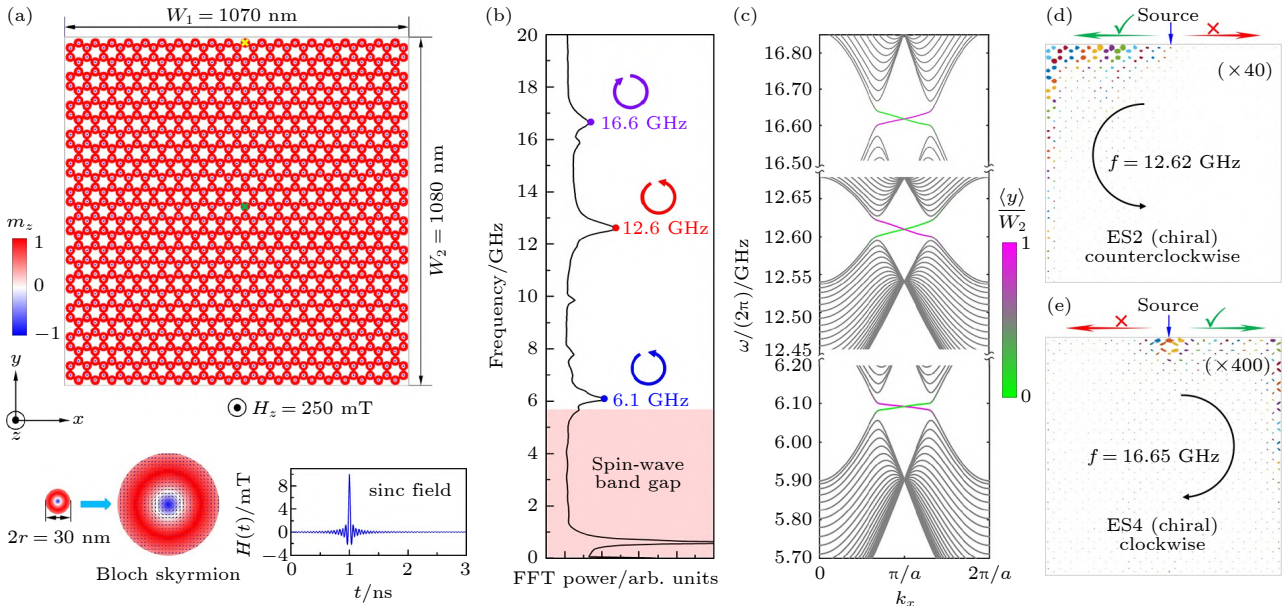 (a)
W₁ = 1070 nm
W₂ = 1080 nm
m_z
1
0
−1
y
z
x
H_z = 250 mT
2r = 30 nm
Bloch skyrmion
H(t)/mT
8
4
0
−4
sinc field
0
1
2
3
t/ns
(b)
Frequency/GHz
20
18
16
14
12
10
8
6
4
2
0
16.6 GHz
12.6 GHz
6.1 GHz
Spin-wave
band gap
FFT power/arb. units
(c)
ω/(2π)/GHz
16.80
16.70
16.60
16.50
12.65
12.60
12.55
12.50
12.45
6.20
6.10
6.00
5.90
5.80
5.70
0
π/a
2π/a
k_x
⟨y⟩
W₂
1
0
(d)
Source
(×40)
f = 12.62 GHz
ES2 (chiral)
counterclockwise
(e)
Source
(×400)
f = 16.65 GHz
ES4 (chiral)
clockwise